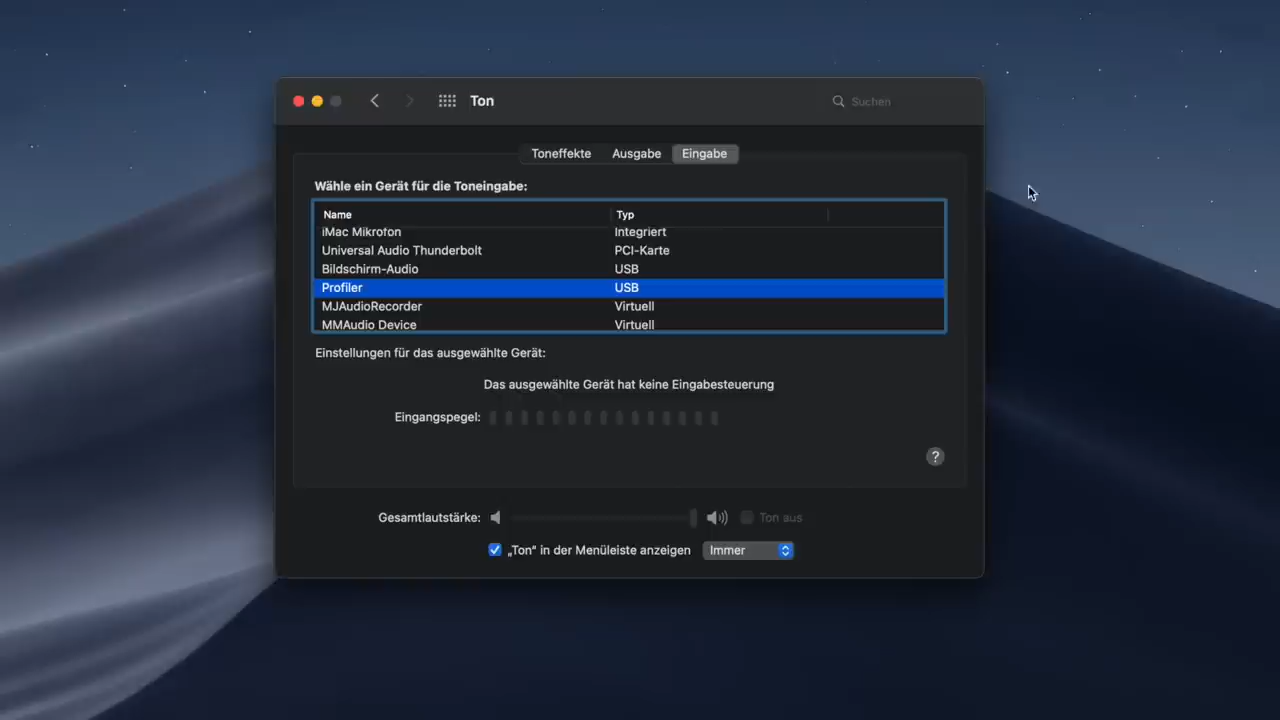 Ton
Suchen
Toneffekte Ausgabe Eingabe
Wähle ein Gerät für die Toneingabe:
Name Typ
iMac Mikrofon Integriert
Universal Audio Thunderbolt PCI-Karte
Bildschirm-Audio USB
Profiler USB
MJAudioRecorder Virtuell
MMAudio Device Virtuell
Einstellungen für das ausgewählte Gerät:
Das ausgewählte Gerät hat keine Eingabesteuerung
Eingangspegel:
?
Gesamtlautstärke: Ton aus
„Ton“ in der Menüleiste anzeigen Immer